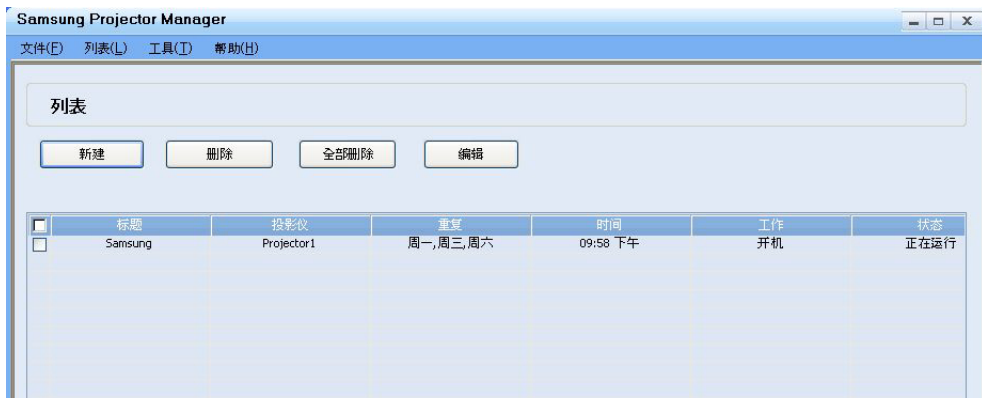 Samsung Projector Manager
文件(F) 列表(L) 工具(T) 帮助(H)
列表
新建 删除 全部删除 编辑
标题 投影仪 重复 时间 工作 状态
Samsung Projector1 周一,周三,周六 09:58 下午 开机 正在运行